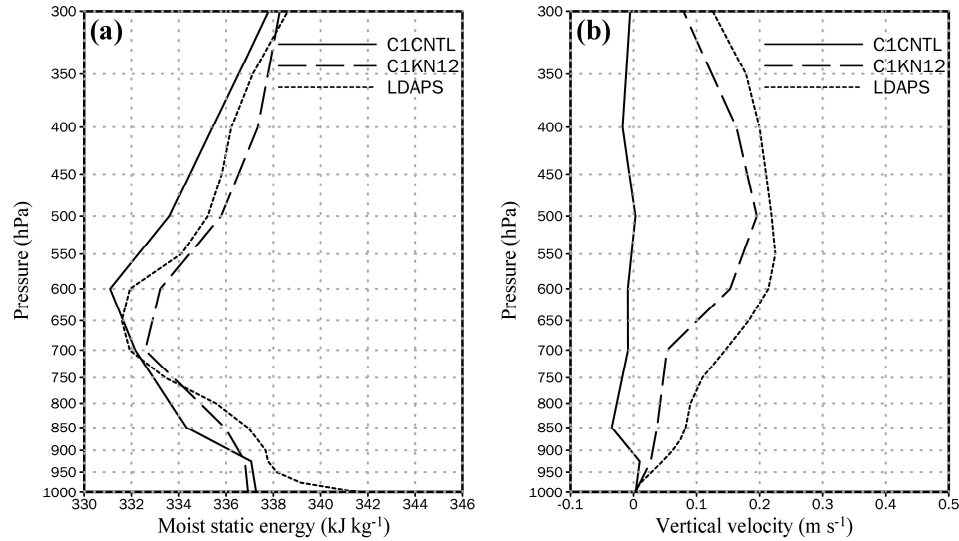 (a)
C1CNTL
C1KN12
LDAPS
300
350
400
450
500
550
600
650
700
750
800
850
900
950
1000
Pressure (hPa)
330 332 334 336 338 340 342 344 346
Moist static energy (kJ kg⁻¹)
(b)
C1CNTL
C1KN12
LDAPS
300
350
400
450
500
550
600
650
700
750
800
850
900
950
1000
Pressure (hPa)
-0.1 0 0.1 0.2 0.3 0.4 0.5
Vertical velocity (m s⁻¹)